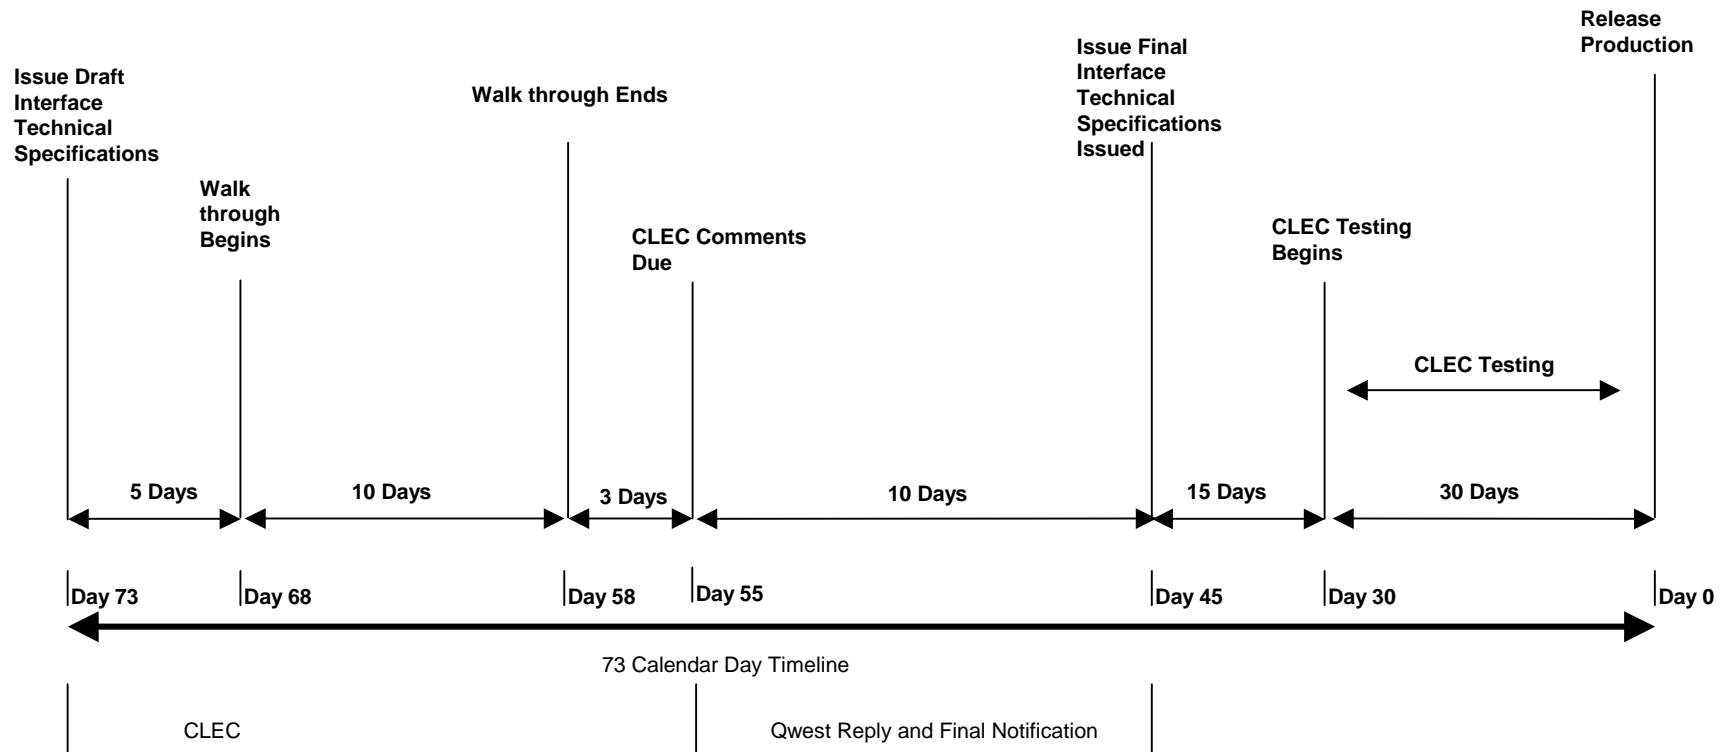 Release
Production
Issue Final
Interface
Technical
Specifications
Issued
Issue Draft
Interface
Technical
Specifications
Walk through Ends
Walk
through
Begins
CLEC Comments
Due
CLEC Testing
Begins
CLEC Testing
5 Days
10 Days
3 Days
10 Days
15 Days
30 Days
Day 73
Day 68
Day 58
Day 55
Day 45
Day 30
Day 0
73 Calendar Day Timeline
CLEC
Qwest Reply and Final Notification